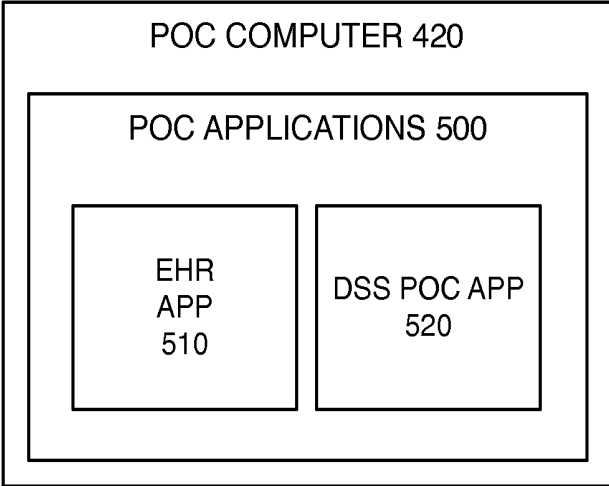 POC COMPUTER 420
POC APPLICATIONS 500
EHR
APP
510
DSS POC APP
520